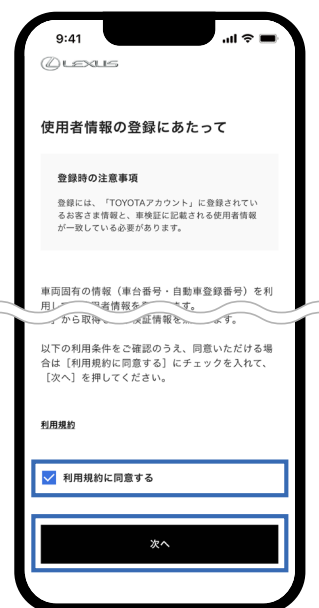 9:41
LEXUS
使用者情報の登録にあたって
登録時の注意事項
登録には、「TOYOTAアカウント」に登録されてい
るお客さま情報と、車検証に記載される使用者情報
が一致している必要があります。
車両固有の情報（車台番号・自動車登録番号）を利
から取得
以下の利用条件をご確認のうえ、同意いただける場
合は［利用規約に同意する］にチェックを入れて、
［次へ］を押してください。
利用規約
利用規約に同意する
次へ